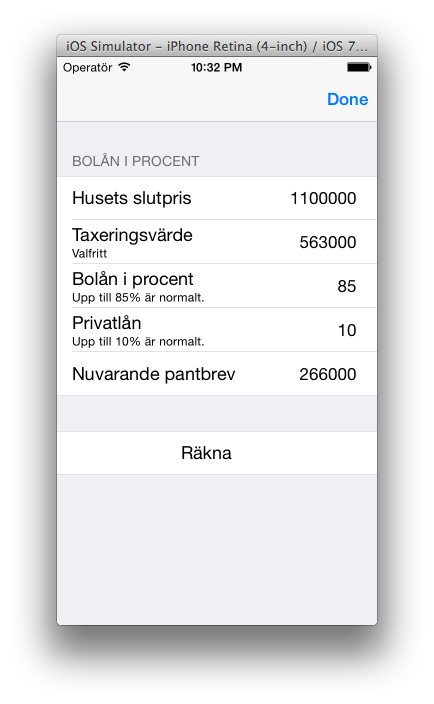 iOS Simulator – iPhone Retina (4-inch) / iOS 7...
Operatör 10:32 PM
Done
BOLÅN I PROCENT
Husets slutpris 1100000
Taxeringsvärde 563000
Valfritt
Bolån i procent 85
Upp till 85% är normalt.
Privatlån 10
Upp till 10% är normalt.
Nuvarande pantbrev 266000
Räkna